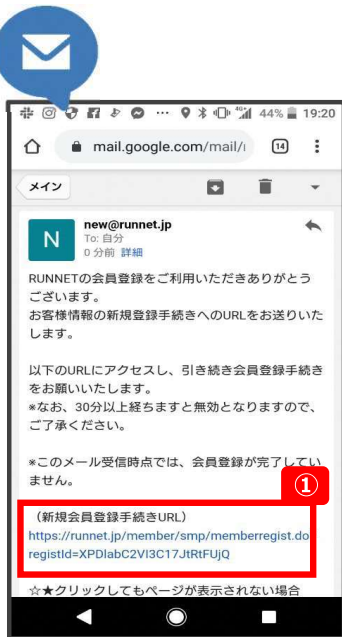 44% 19:20
mail.google.com/mail/ 14
メイン
N
new@runnet.jp
To: 自分
0 分前 詳細
RUNNETの会員登録をご利用いただきありがとう
ございます。
お客様情報の新規登録手続きへのURLをお送りいた
します。
以下のURLにアクセスし、引き続き会員登録手続き
をお願いいたします。
*なお、30分以上経ちますと無効となりますので、
ご了承ください。
*このメール受信時点では、会員登録が完了してい
ません。
①
（新規会員登録手続きURL）
https://runnet.jp/member/smp/memberregist.do
registId=XPDlabC2VI3C17JtRtFUjQ
☆★クリックしてもページが表示されない場合